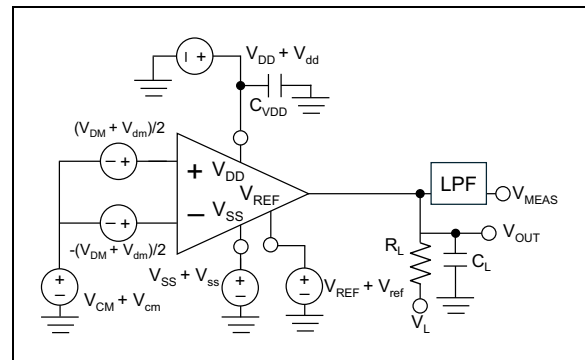 V_DD + V_dd
C_VDD
(V_DM + V_dm)/2
+ V_DD
V_REF
− V_SS
-(V_DM + V_dm)/2
LPF
V_MEAS
V_OUT
R_L
C_L
V_L
V_SS + V_ss
V_REF + V_ref
V_CM + V_cm